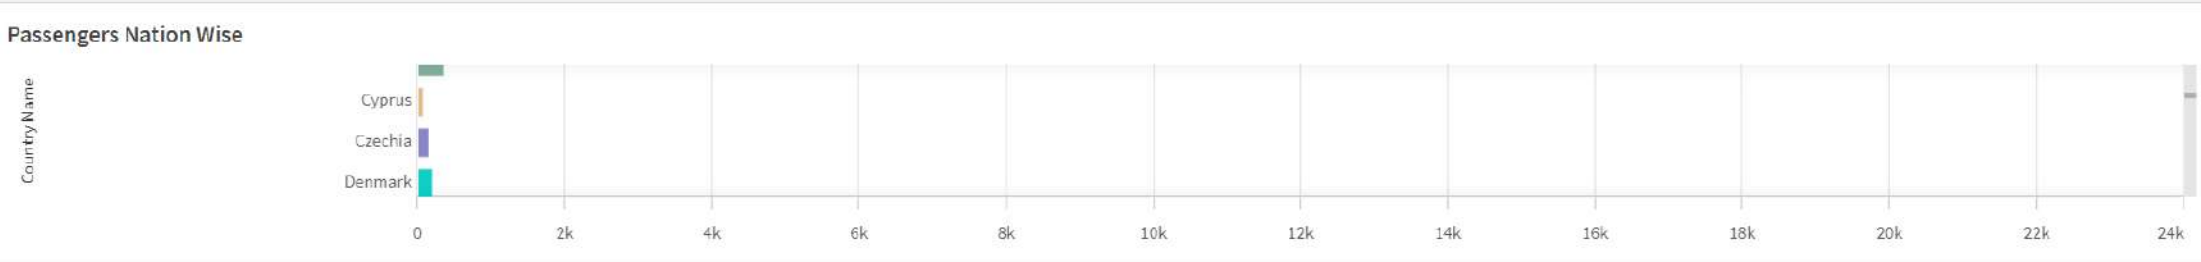 Passengers Nation Wise
Country Name
Cyprus
Czechia
Denmark
0 2k 4k 6k 8k 10k 12k 14k 16k 18k 20k 22k 24k